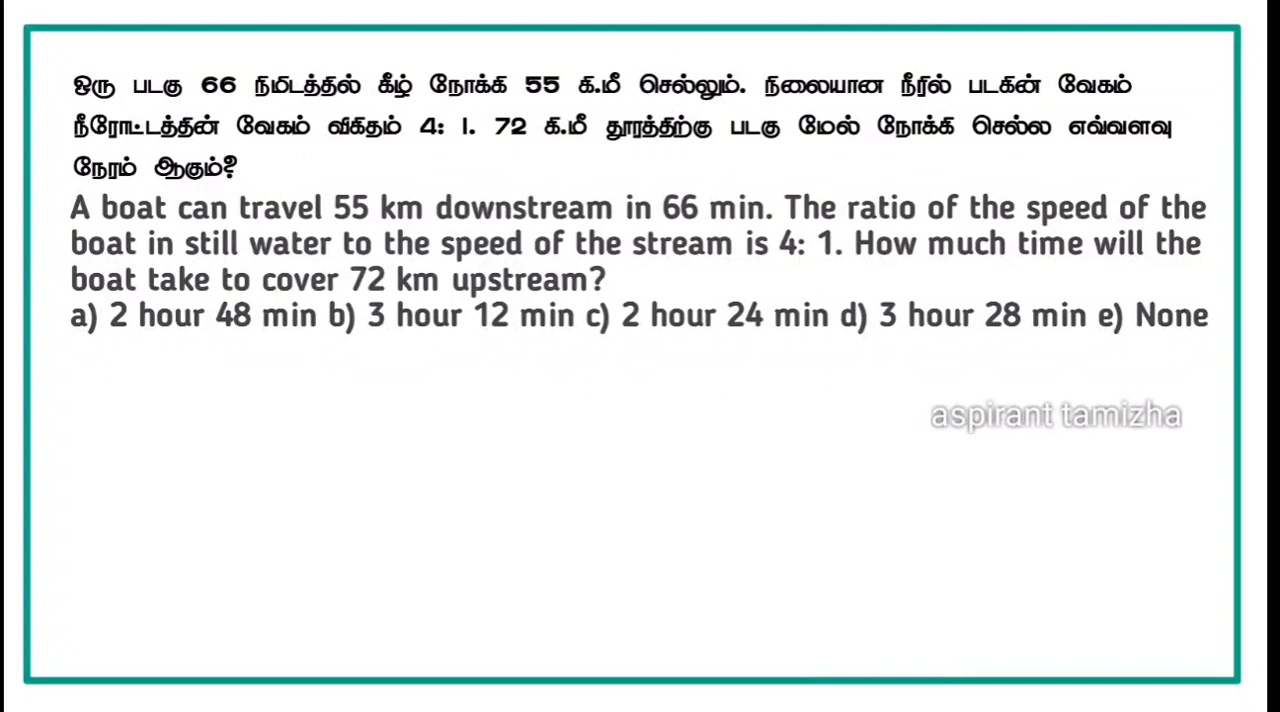 ஒரு படகு 66 நிமிடத்தில் கீழ் நோக்கி 55 கி.மீ செல்லும். நிலையான நீரில் படகின் வேகம்
நீரோட்டத்தின் வேகம் விகிதம் 4: 1. 72 கி.மீ தூரத்திற்கு படகு மேல் நோக்கி செல்ல எவ்வளவு
நேரம் ஆகும்?
A boat can travel 55 km downstream in 66 min. The ratio of the speed of the
boat in still water to the speed of the stream is 4: 1. How much time will the
boat take to cover 72 km upstream?
a) 2 hour 48 min b) 3 hour 12 min c) 2 hour 24 min d) 3 hour 28 min e) None
aspirant tamizha